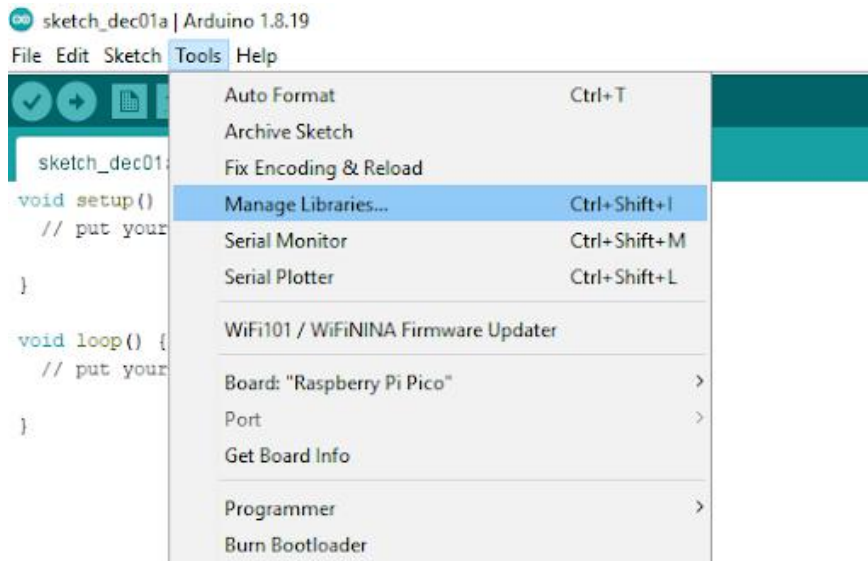 sketch_dec01a | Arduino 1.8.19
File Edit Sketch Tools Help
Auto Format Ctrl+T
Archive Sketch
sketch_dec01a
Fix Encoding & Reload
void setup()
Manage Libraries... Ctrl+Shift+I
// put your
Serial Monitor Ctrl+Shift+M
Serial Plotter Ctrl+Shift+L
}
WiFi101 / WiFiNINA Firmware Updater
void loop() {
// put your
Board: "Raspberry Pi Pico"
Port
}
Get Board Info
Programmer
Burn Bootloader